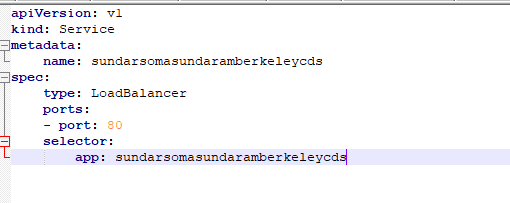 apiVersion: v1
kind: Service
metadata:
    name: sundarsomasundaramberkeleycds
spec:
    type: LoadBalancer
    ports:
    - port: 80
    selector:
        app: sundarsomasundaramberkeleycds